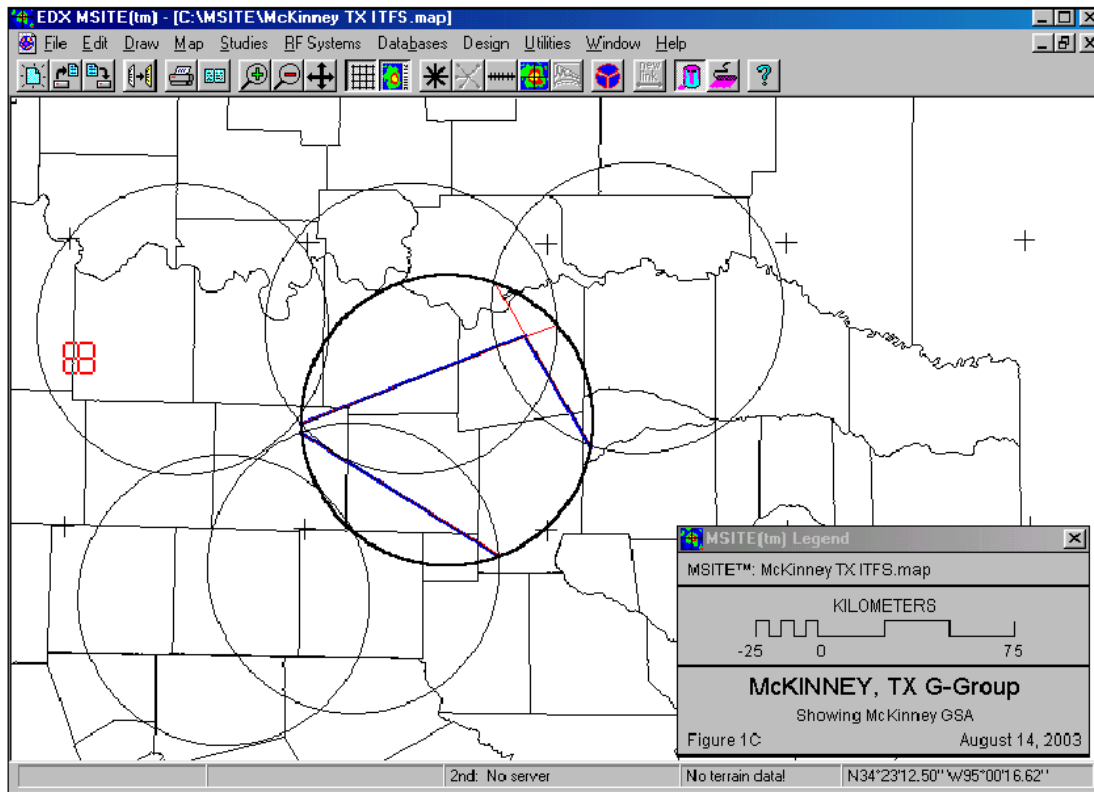 EDX MSITE(tm) - [C:\MSITE\McKinney TX ITFS.map]
File Edit Draw Map Studies RF Systems Databases Design Utilities Window Help
new link
T
?
88
MSITE(tm) Legend
MSITE™: McKinney TX ITFS.map
KILOMETERS
-25 0 75
McKINNEY, TX G-Group
Showing McKinney GSA
Figure 1C August 14, 2003
2nd: No server No terrain data! N34°23'12.50" W95°00'16.62"